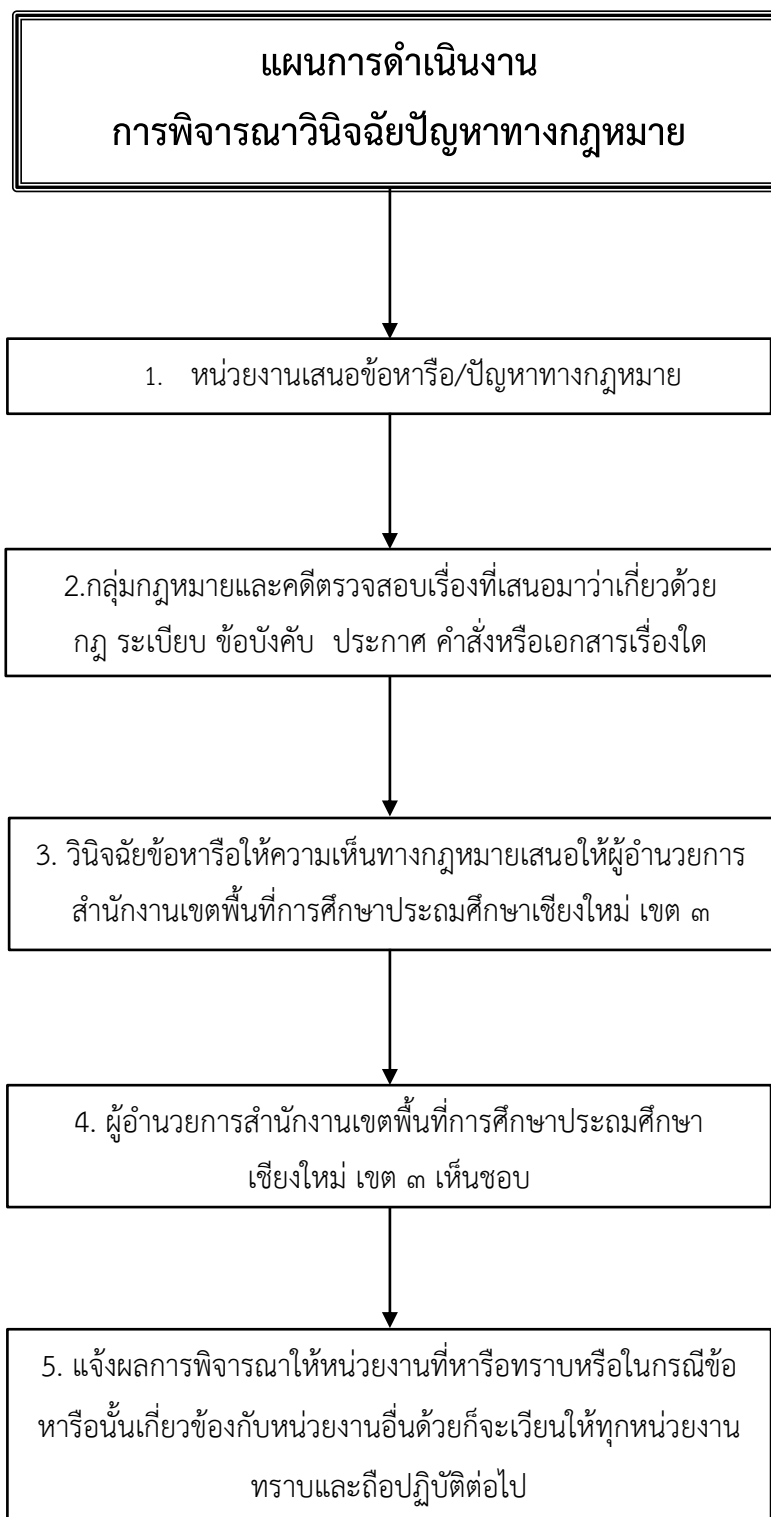 แผนการดำเนินงาน
การพิจารณาวินิจฉัยปัญหาทางกฎหมาย
1. หน่วยงานเสนอข้อหารือ/ปัญหาทางกฎหมาย
2.กลุ่มกฎหมายและคดีตรวจสอบเรื่องที่เสนอมาว่าเกี่ยวด้วย
กฎ ระเบียบ ข้อบังคับ ประกาศ คำสั่งหรือเอกสารเรื่องใด
3. วินิจฉัยข้อหารือให้ความเห็นทางกฎหมายเสนอให้ผู้อำนวยการ
สำนักงานเขตพื้นที่การศึกษาประถมศึกษาเชียงใหม่ เขต ๓
4. ผู้อำนวยการสำนักงานเขตพื้นที่การศึกษาประถมศึกษา
เชียงใหม่ เขต ๓ เห็นชอบ
5. แจ้งผลการพิจารณาให้หน่วยงานที่หารือทราบหรือในกรณีข้อ
หารือนั้นเกี่ยวข้องกับหน่วยงานอื่นด้วยก็จะเวียนให้ทุกหน่วยงาน
ทราบและถือปฏิบัติต่อไป